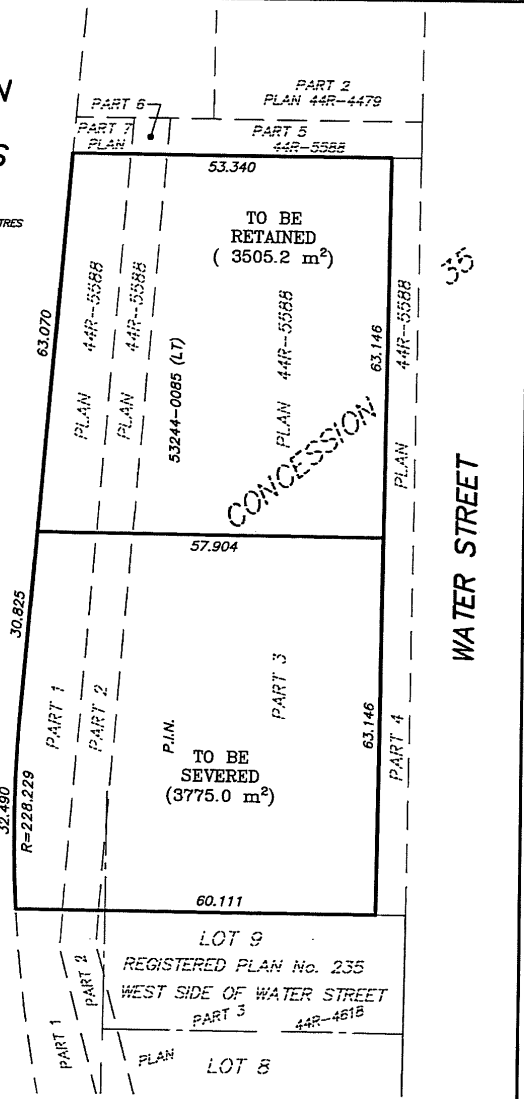 N
S
TRES
PART 2
PLAN 44R-4479
PART 6
PART 7
PLAN
PART 5
44R-5588
53.340
TO BE
RETAINED
( 3505.2 m²)
35
63.070
PLAN 44R-5588
PLAN 44R-5588
53244-0085 (LT)
PLAN 44R-5588
63.146
PLAN 44R-5588
CONCESSION
WATER STREET
57.904
30.825
PART 1
PART 2
P.I.N.
PART 3
63.146
PART 4
TO BE
SEVERED
(3775.0 m²)
32.490
R=228.229
60.111
LOT 9
REGISTERED PLAN No. 235
WEST SIDE OF WATER STREET
PART 3 44R-4618
PART 1
PART 2
PLAN
LOT 8